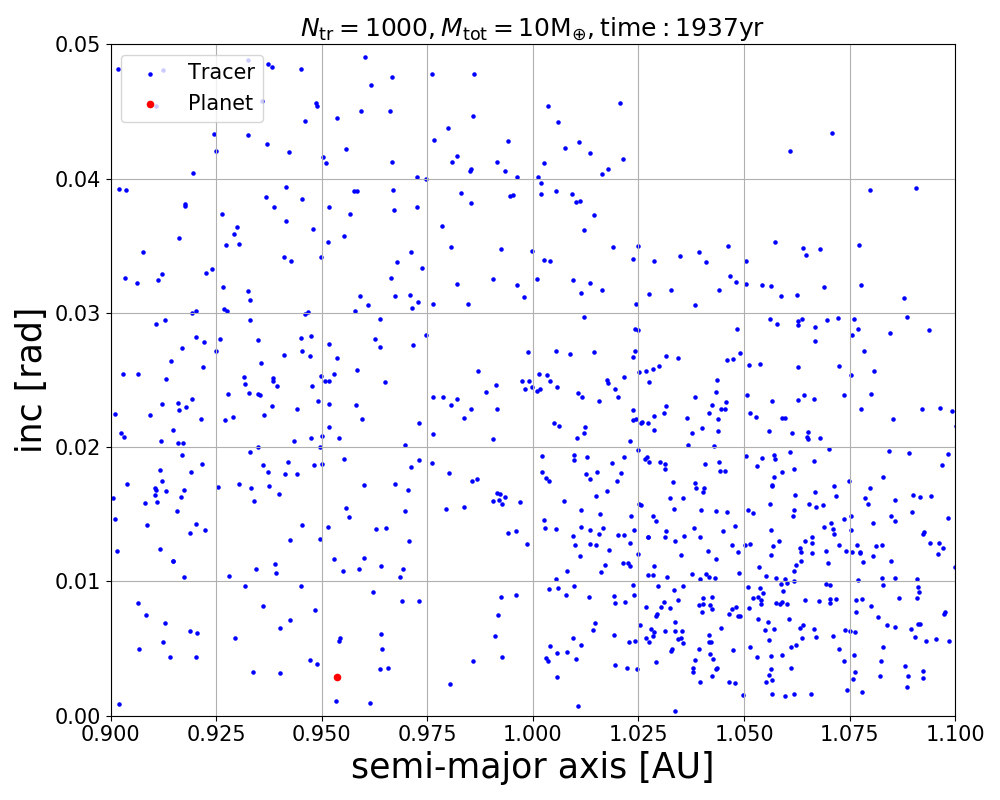 N_tr = 1000, M_tot = 10M_⊕, time : 1937yr
Tracer
Planet
0.05
0.04
0.03
0.02
0.01
0.00
inc [rad]
0.900 0.925 0.950 0.975 1.000 1.025 1.050 1.075 1.100
semi-major axis [AU]